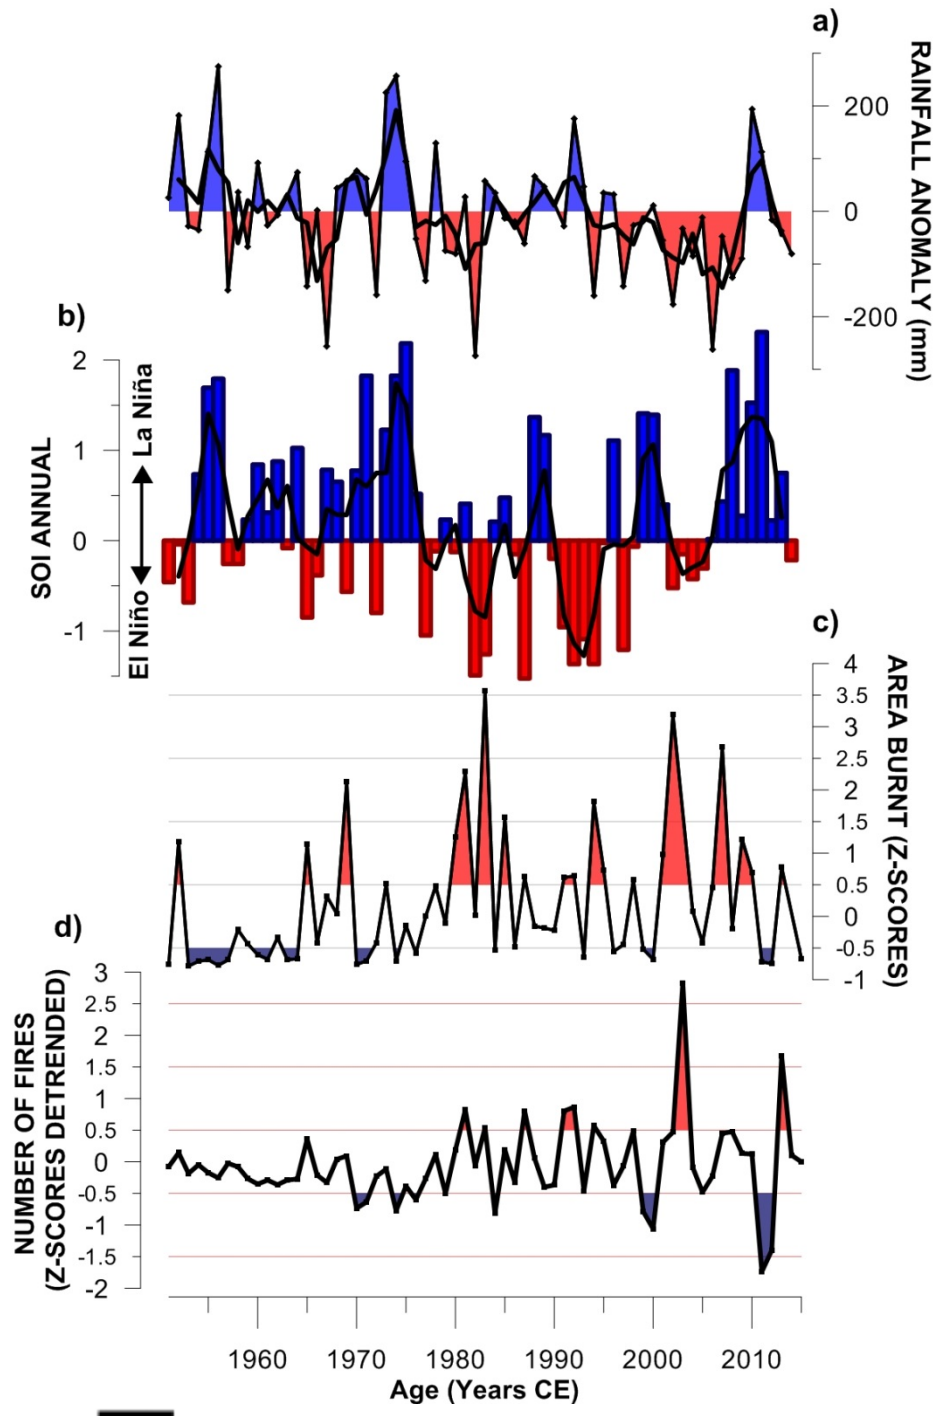 a)
RAINFALL ANOMALY (mm)
200
0
-200
b)
SOI ANNUAL
2
1
0
-1
La Niña
El Niño
c)
AREA BURNT (Z-SCORES)
4
3.5
3
2.5
2
1.5
1
0.5
0
-0.5
-1
d)
NUMBER OF FIRES
(Z-SCORES DETRENDED)
3
2.5
2
1.5
1
0.5
0
-0.5
-1
-1.5
-2
1960 1970 1980 1990 2000 2010
Age (Years CE)